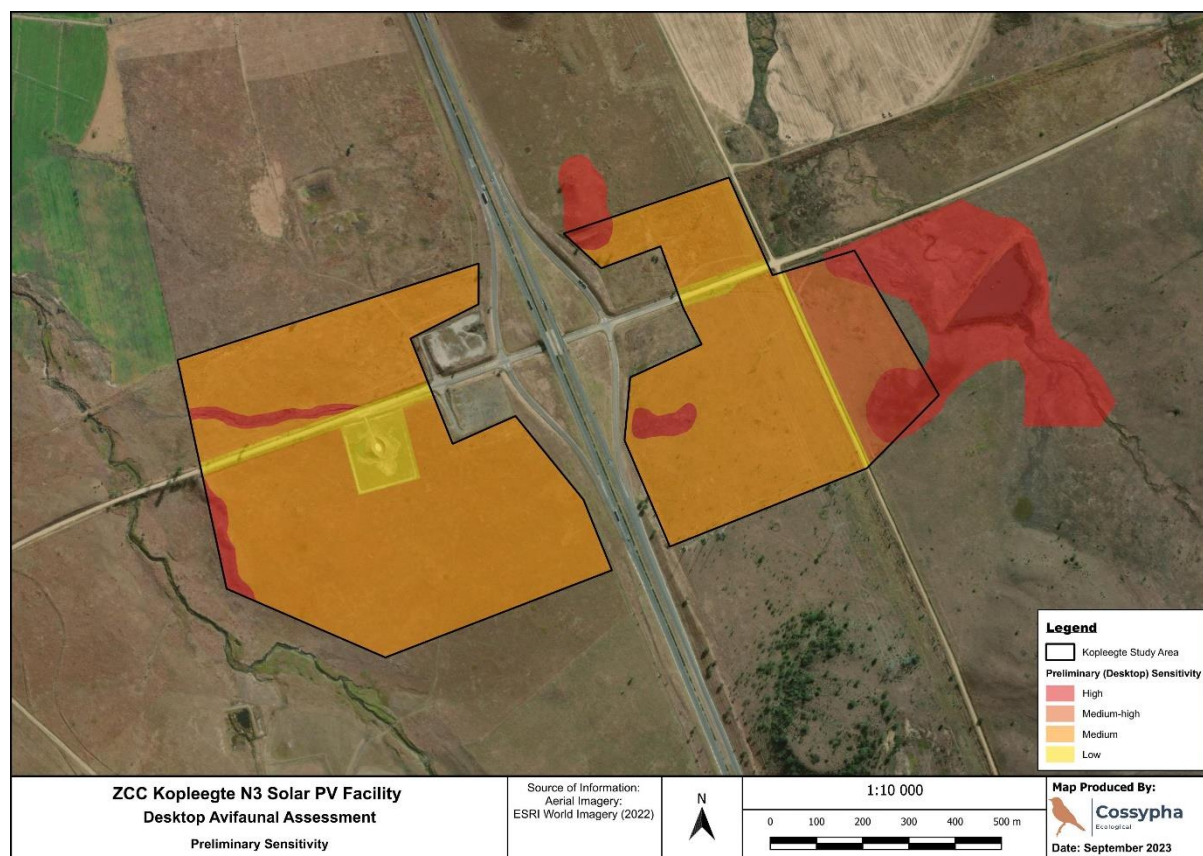 Legend
Kopleegte Study Area
Preliminary (Desktop) Sensitivity
High
Medium-high
Medium
Low
ZCC Kopleegte N3 Solar PV Facility
Desktop Avifaunal Assessment
Preliminary Sensitivity
Source of Information:
Aerial Imagery:
ESRI World Imagery (2022)
N
1:10 000
0 100 200 300 400 500 m
Map Produced By:
Cossypha
Ecological
Date: September 2023